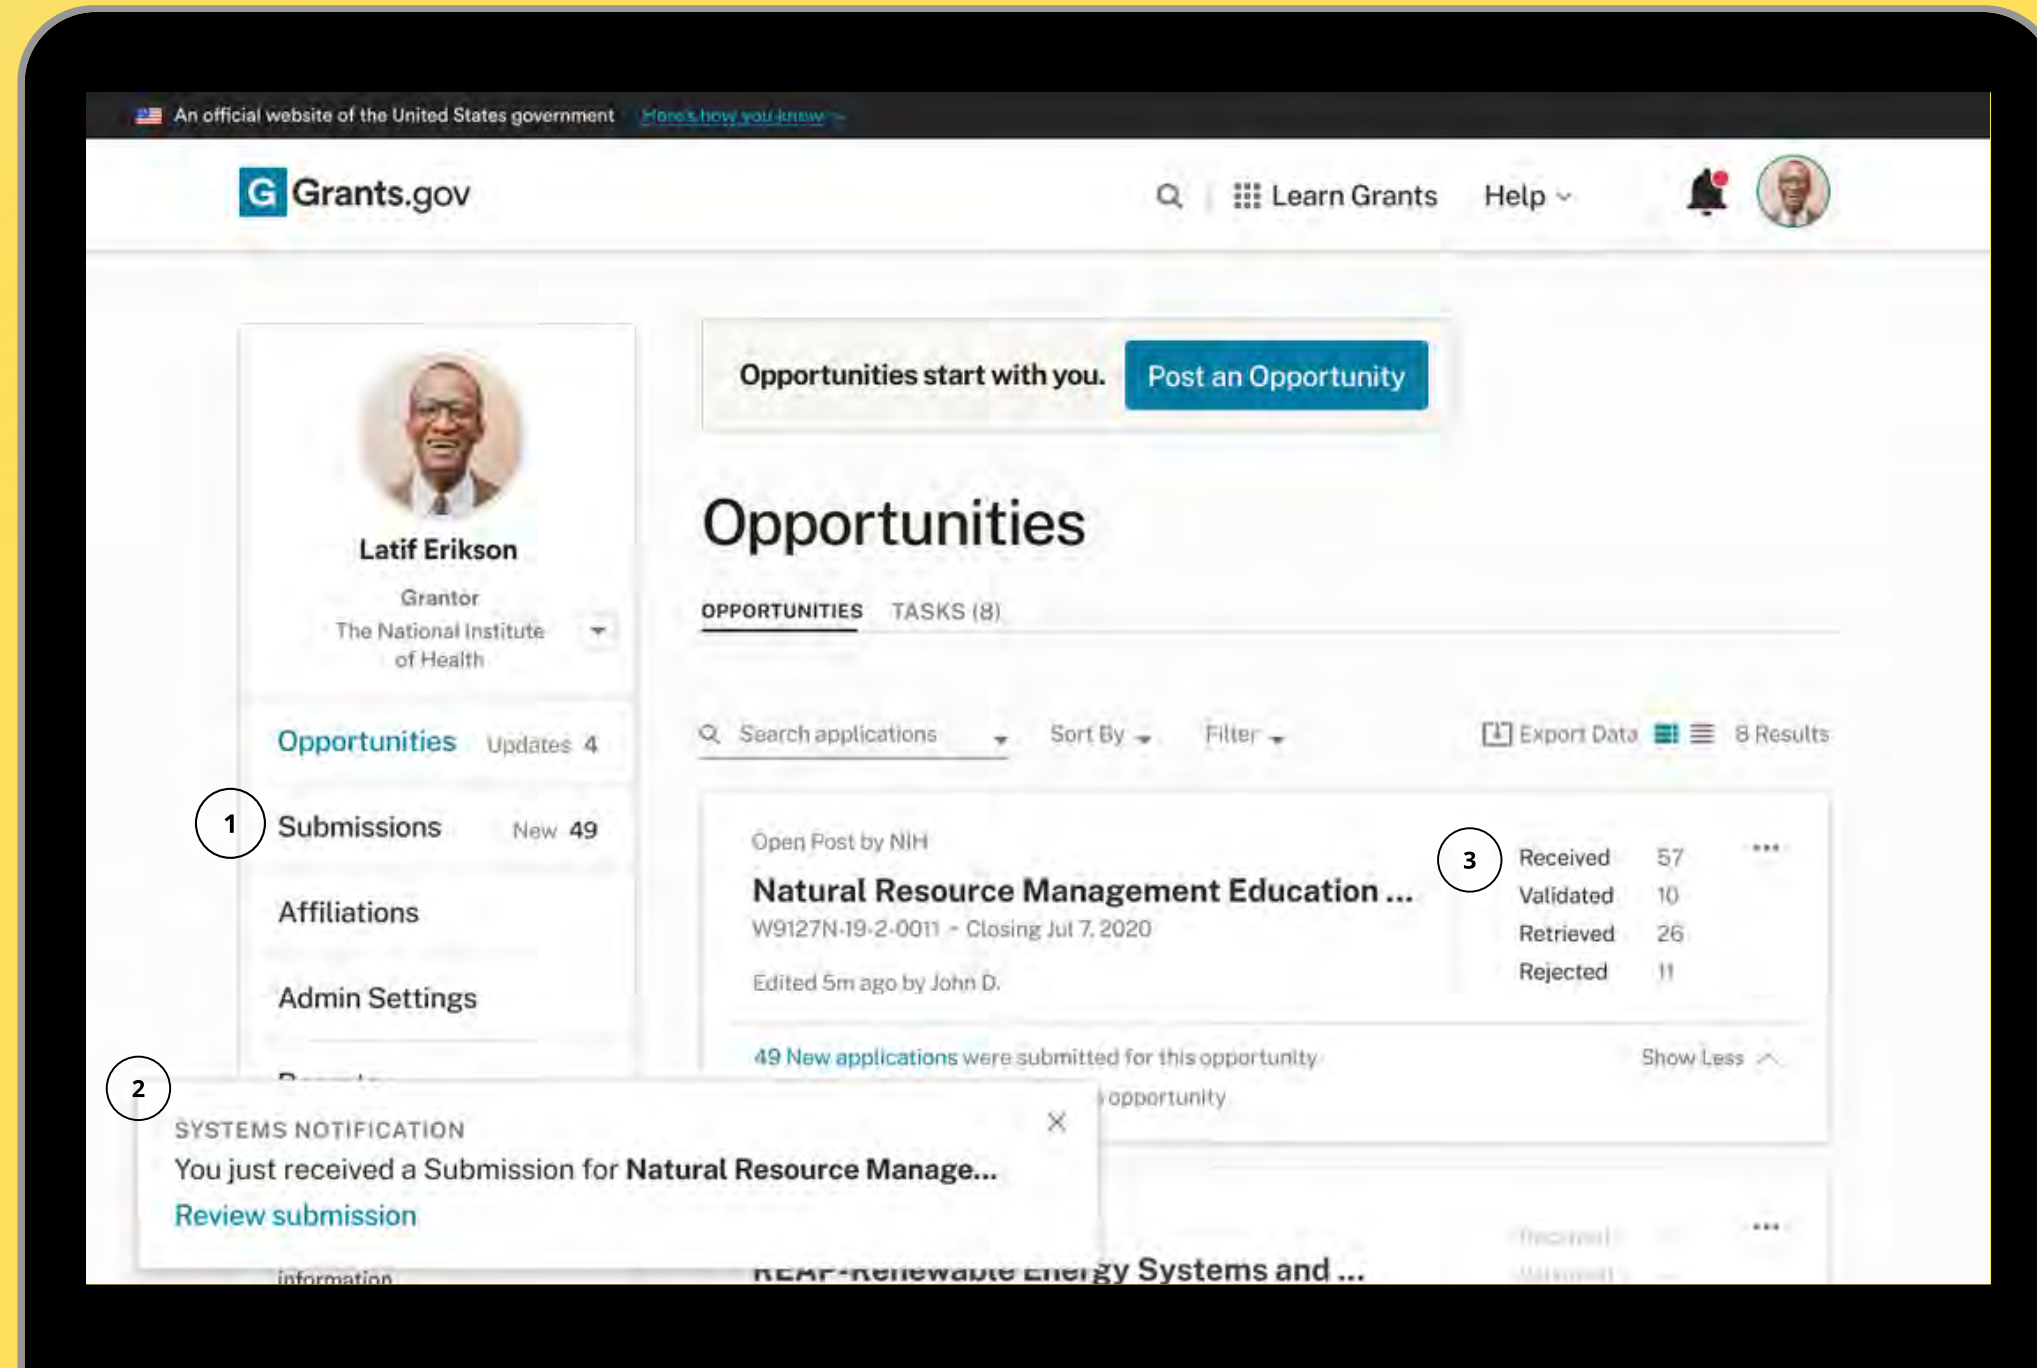 An official website of the United States government Here's how you know
G Grants.gov
Learn Grants Help
Opportunities start with you. Post an Opportunity
Latif Erikson
Grantor
The National Institute
of Health
Opportunities
OPPORTUNITIES TASKS (8)
Opportunities Updates 4
Search applications Sort By Filter Export Data 8 Results
1 Submissions New 49
Affiliations
Admin Settings
Open Post by NIH
Natural Resource Management Education ...
W9127N-19-2-0011 - Closing Jul 7, 2020
Edited 5m ago by John D.
3 Received 57
Validated 10
Retrieved 26
Rejected 11
49 New applications were submitted for this opportunity Show Less
opportunity
2
SYSTEMS NOTIFICATION
You just received a Submission for Natural Resource Manage...
Review submission
information
REAP-Renewable Energy Systems and ...